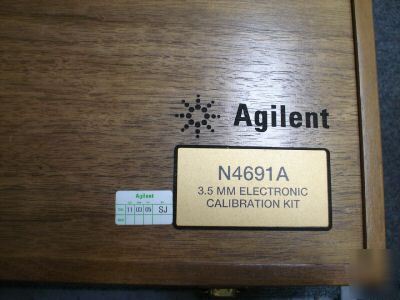 Agilent
N4691A
3.5 MM ELECTRONIC
CALIBRATION KIT
Agilent
11 03 05 SJ